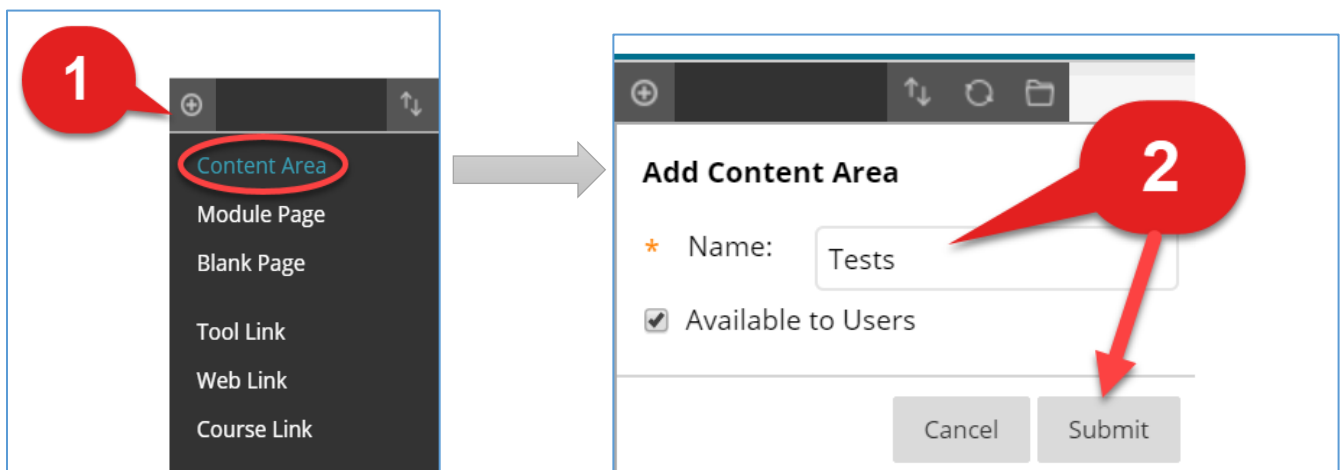 1
Content Area
Module Page
Blank Page
Tool Link
Web Link
Course Link
Add Content Area
2
* Name: Tests
Available to Users
Cancel Submit